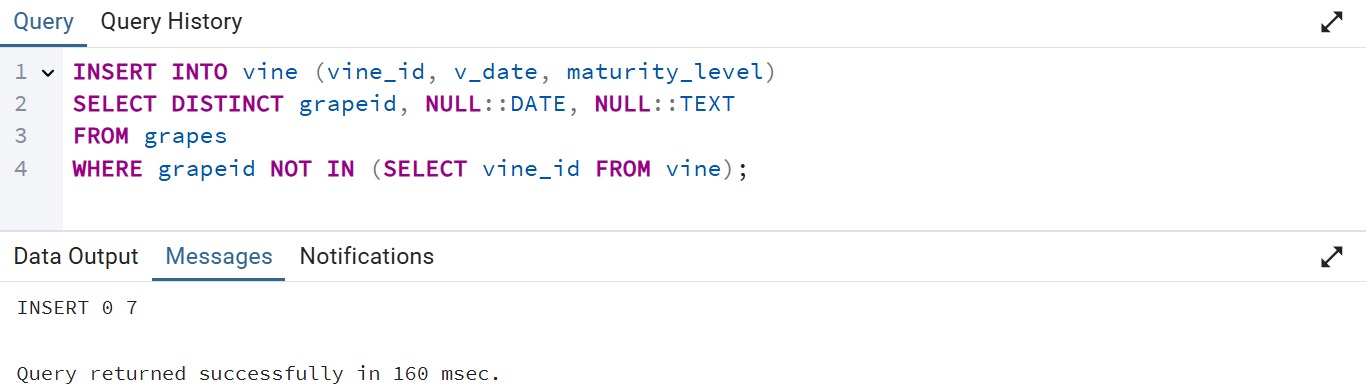 Query Query History
1 INSERT INTO vine (vine_id, v_date, maturity_level)
2 SELECT DISTINCT grapeid, NULL::DATE, NULL::TEXT
3 FROM grapes
4 WHERE grapeid NOT IN (SELECT vine_id FROM vine);
Data Output Messages Notifications
INSERT 0 7
Query returned successfully in 160 msec.